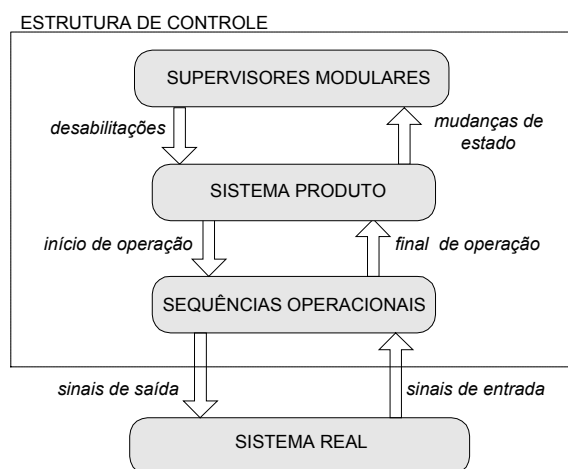 ESTRUTURA DE CONTROLE
SUPERVISORES MODULARES
desabilitações
mudanças de
estado
SISTEMA PRODUTO
início de operação
final de operação
SEQUÊNCIAS OPERACIONAIS
sinais de saída
sinais de entrada
SISTEMA REAL